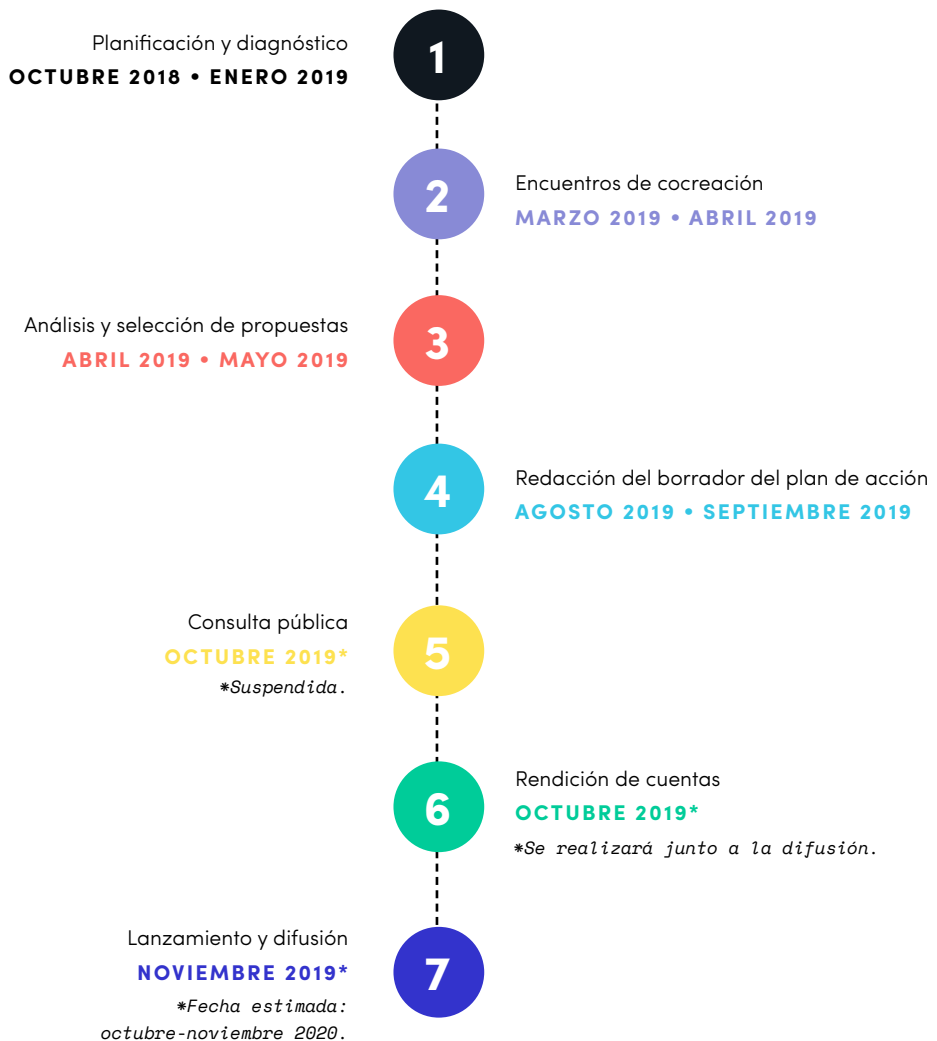 Planificación y diagnóstico
OCTUBRE 2018 • ENERO 2019
1
2
Encuentros de cocreación
MARZO 2019 • ABRIL 2019
Análisis y selección de propuestas
ABRIL 2019 • MAYO 2019
3
4
Redacción del borrador del plan de acción
AGOSTO 2019 • SEPTIEMBRE 2019
Consulta pública
OCTUBRE 2019*
*Suspendida.
5
6
Rendición de cuentas
OCTUBRE 2019*
*Se realizará junto a la difusión.
Lanzamiento y difusión
NOVIEMBRE 2019*
*Fecha estimada:
octubre-noviembre 2020.
7